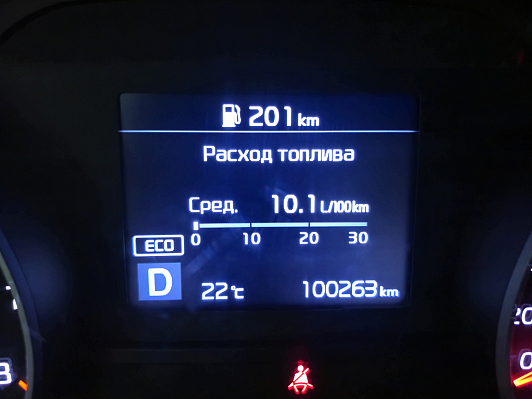 201 km
Расход топлива
Сред. 10.1 L/100km
0 10 20 30
ECO
D 22°C 100263 km